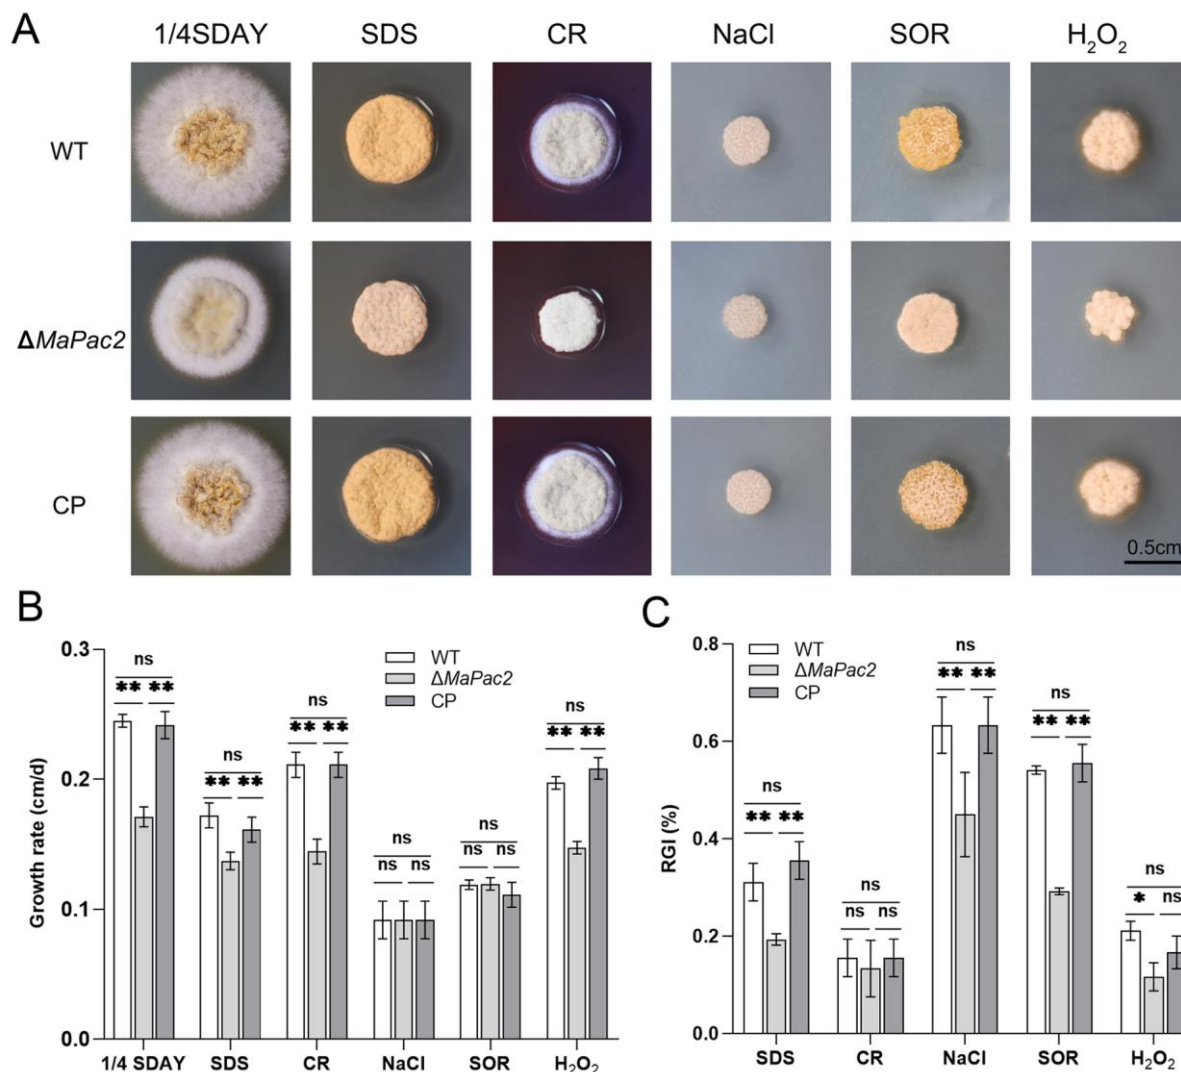 A
1/4SDAY SDS CR NaCl SOR H₂O₂
WT
ΔMaPac2
CP
0.5cm
B
Growth rate (cm/d)
0.3
0.2
0.1
0.0
WT
ΔMaPac2
CP
ns
** **
ns
** **
ns
** **
ns
ns ns
ns
ns ns
ns
** **
1/4 SDAY SDS CR NaCl SOR H₂O₂
C
RGI (%)
0.8
0.6
0.4
0.2
0.0
WT
ΔMaPac2
CP
ns
** **
ns
ns ns
ns
** **
ns
** **
ns
* ns
SDS CR NaCl SOR H₂O₂